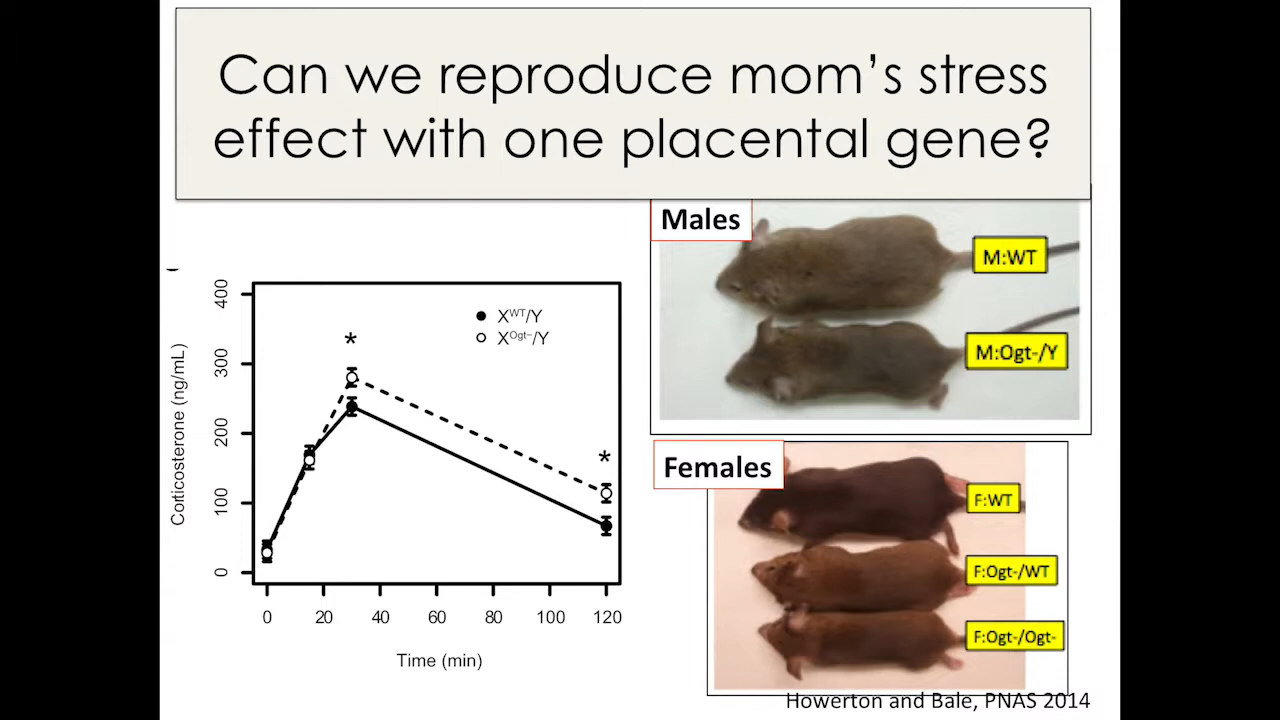 Can we reproduce mom’s stress
effect with one placental gene?
Males
M:WT
M:Ogt-/Y
400
300
200
100
0
Corticosterone (ng/mL)
X^WT/Y
X^Ogt−/Y
*
*
0 20 40 60 80 100 120
Time (min)
Females
F:WT
F:Ogt-/WT
F:Ogt-/Ogt-
Howerton and Bale, PNAS 2014